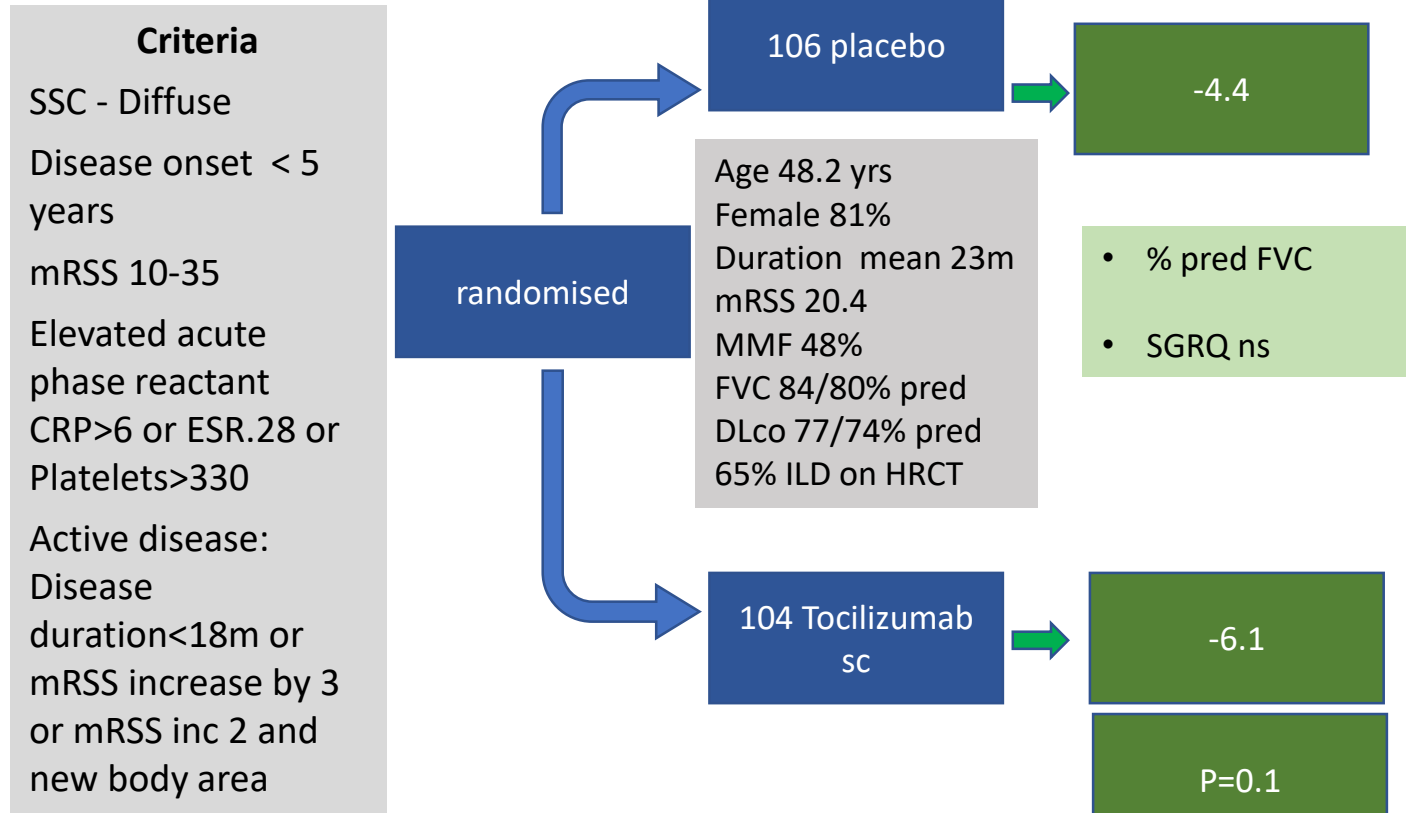 Criteria
SSC - Diffuse
Disease onset < 5
years
mRSS 10-35
Elevated acute
phase reactant
CRP>6 or ESR.28 or
Platelets>330
Active disease:
Disease
duration<18m or
mRSS increase by 3
or mRSS inc 2 and
new body area
randomised
106 placebo
Age 48.2 yrs
Female 81%
Duration mean 23m
mRSS 20.4
MMF 48%
FVC 84/80% pred
DLco 77/74% pred
65% ILD on HRCT
104 Tocilizumab
sc
-4.4
• % pred FVC
• SGRQ ns
-6.1
P=0.1